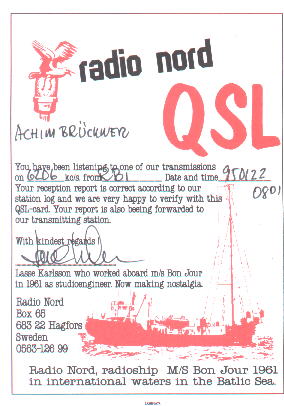 radio nord
QSL
ACHIM BRÜCKNER
You have been listening to one of our transmissions
on 6206 kc/s from RBI Date and time 950122
0801
Your reception report is correct according to our
station log and we are very happy to verify this
QSL-card. Your report is also beeing forwarded to
our transmitting station.
With kindest regards
Lasse Karlsson who worked aboard m/s Bon Jour
in 1961 as studioengineer. Now making nostalgia.
Radio Nord
Box 65
683 22 Hagfors
Sweden
0563-126 99
Radio Nord, radioship M/S Bon Jour 1961
in international waters in the Batlic Sea.